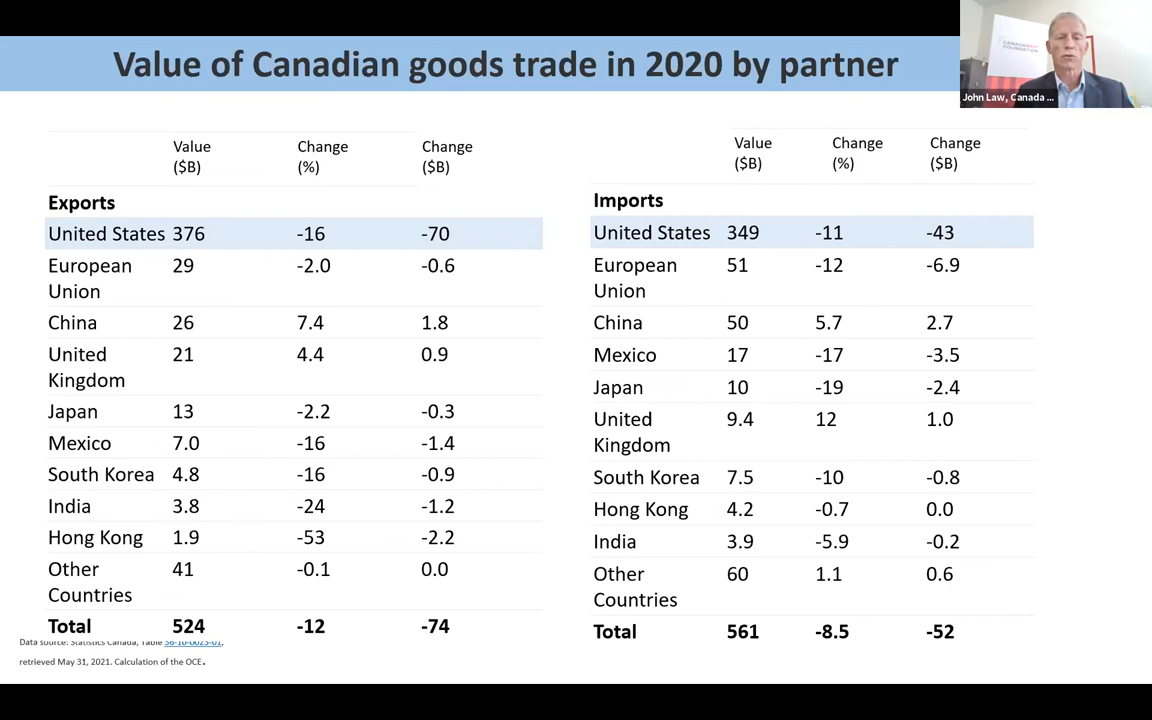 Value of Canadian goods trade in 2020 by partner
John Law, Canada ...
Value ($B) Change (%) Change ($B)
Exports
United States 376 -16 -70
European Union 29 -2.0 -0.6
China 26 7.4 1.8
United Kingdom 21 4.4 0.9
Japan 13 -2.2 -0.3
Mexico 7.0 -16 -1.4
South Korea 4.8 -16 -0.9
India 3.8 -24 -1.2
Hong Kong 1.9 -53 -2.2
Other Countries 41 -0.1 0.0
Total 524 -12 -74
Data source: Statistics Canada, Table 36-10-0023-01,
retrieved May 31, 2021. Calculation of the OCE.
Value ($B) Change (%) Change ($B)
Imports
United States 349 -11 -43
European Union 51 -12 -6.9
China 50 5.7 2.7
Mexico 17 -17 -3.5
Japan 10 -19 -2.4
United Kingdom 9.4 12 1.0
South Korea 7.5 -10 -0.8
Hong Kong 4.2 -0.7 0.0
India 3.9 -5.9 -0.2
Other Countries 60 1.1 0.6
Total 561 -8.5 -52